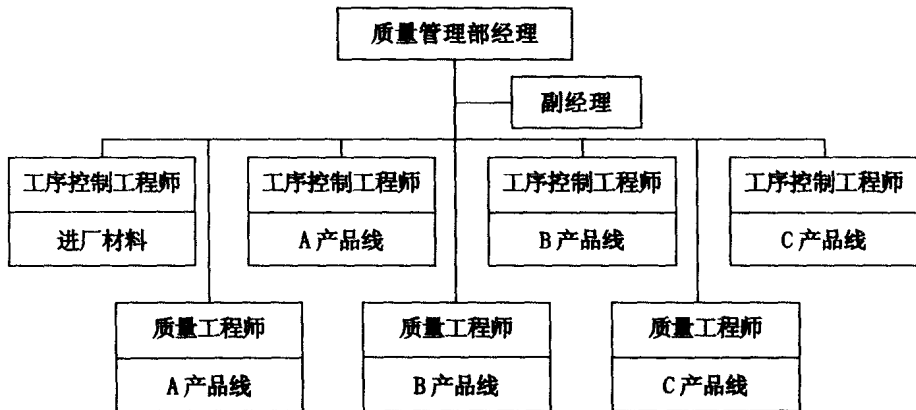 质量管理部经理
副经理
工序控制工程师
进厂材料
工序控制工程师
A产品线
工序控制工程师
B产品线
工序控制工程师
C产品线
质量工程师
A产品线
质量工程师
B产品线
质量工程师
C产品线